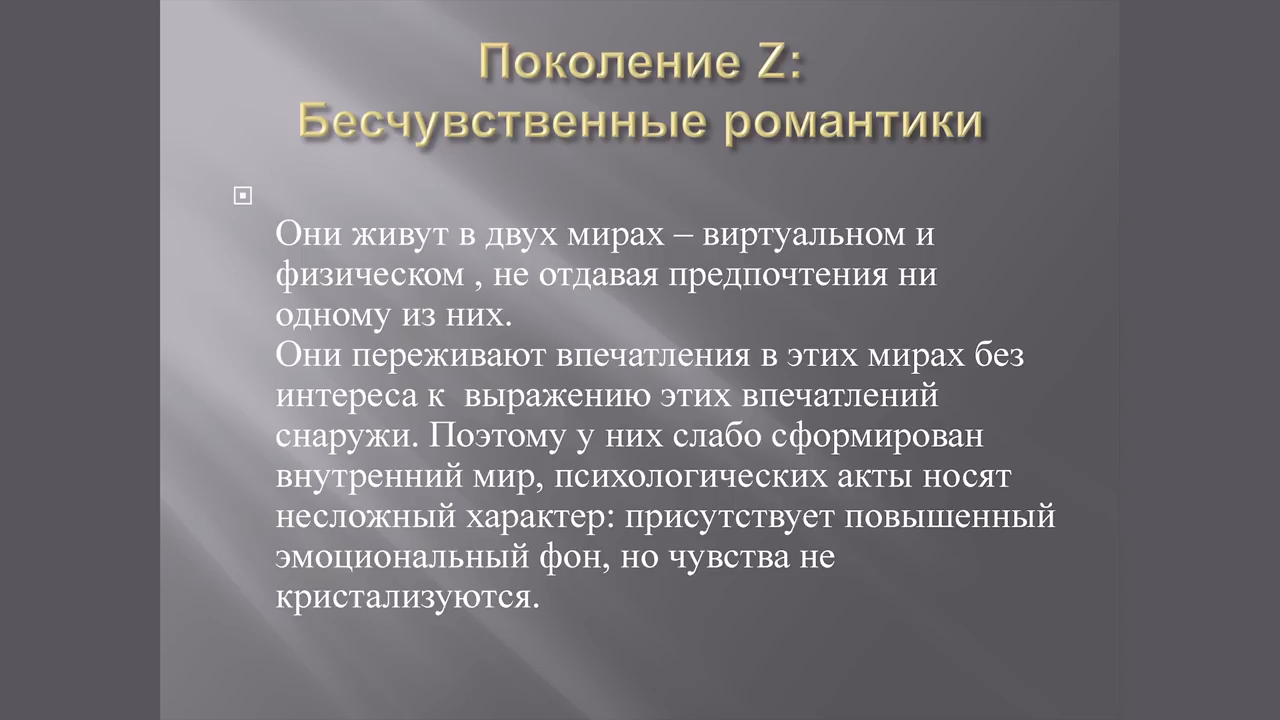 Поколение Z:
Бесчувственные романтики
Они живут в двух мирах – виртуальном и
физическом , не отдавая предпочтения ни
одному из них.
Они переживают впечатления в этих мирах без
интереса к  выражению этих впечатлений
снаружи. Поэтому у них слабо сформирован
внутренний мир, психологических акты носят
несложный характер: присутствует повышенный
эмоциональный фон, но чувства не
кристализуются.